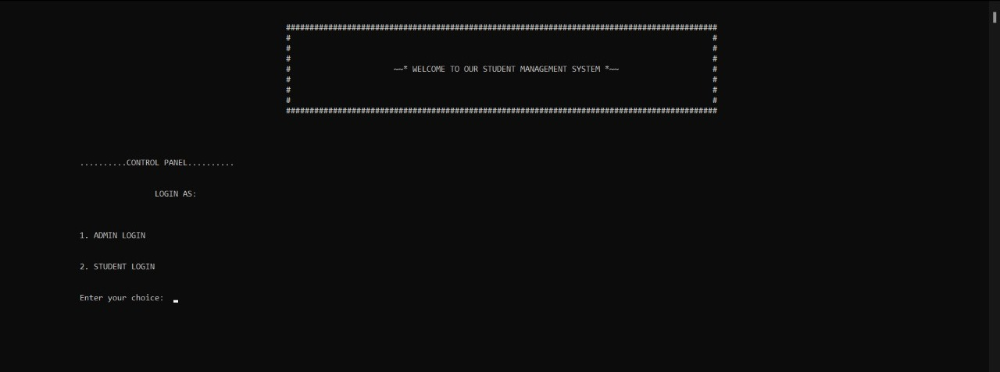 ############################################################################################
# #
# #
# #
# ~~* WELCOME TO OUR STUDENT MANAGEMENT SYSTEM *~~ #
# #
# #
# #
############################################################################################
..........CONTROL PANEL..........
LOGIN AS:
1. ADMIN LOGIN
2. STUDENT LOGIN
Enter your choice: